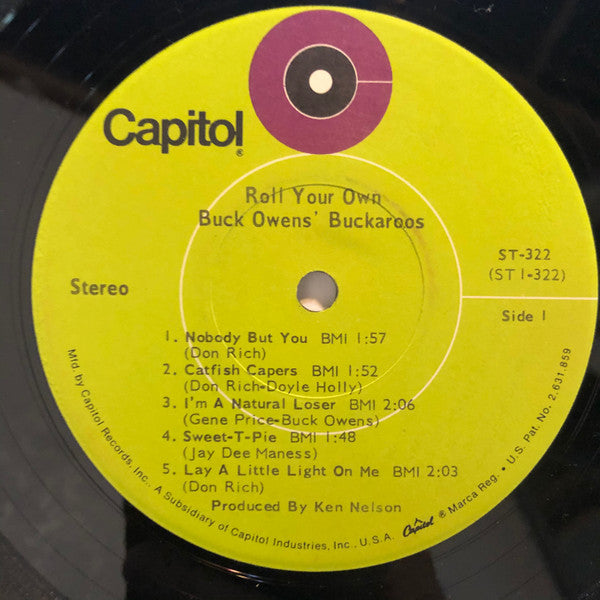 Capitol®
Roll Your Own
Buck Owens' Buckaroos
ST-322
(ST 1-322)
Stereo
Side 1
1. Nobody But You BMI 1:57
(Don Rich)
2. Catfish Capers BMI 1:52
(Don Rich-Doyle Holly)
3. I'm A Natural Loser BMI 2:06
(Gene Price-Buck Owens)
4. Sweet-T-Pie BMI 1:48
(Jay Dee Maness)
5. Lay A Little Light On Me BMI 2:03
(Don Rich)
Produced By Ken Nelson
Mfd. by Capitol Records, Inc., A Subsidiary of Capitol Industries, Inc., U.S.A. Capitol ® Marca Reg. • U.S. Pat. No. 2,631,859